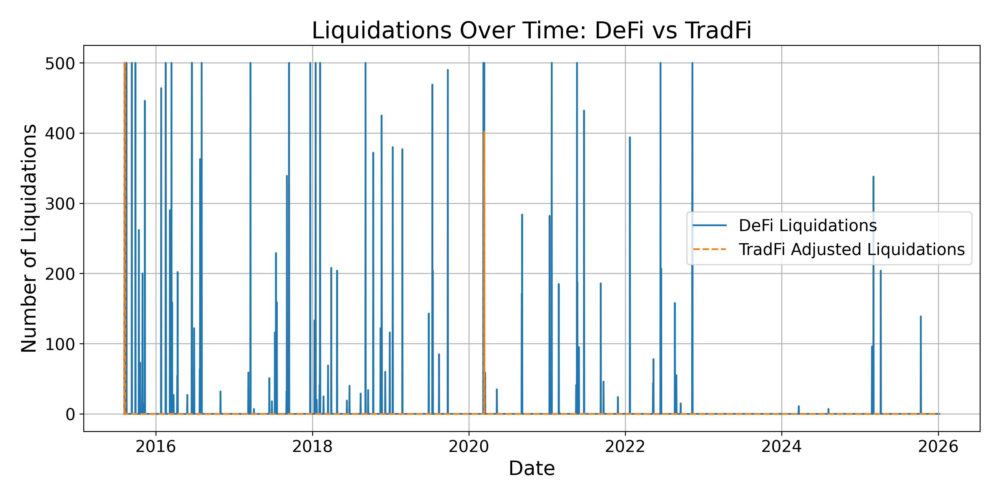 Liquidations Over Time: DeFi vs TradFi
Number of Liquidations
500
400
300
200
100
0
DeFi Liquidations
TradFi Adjusted Liquidations
2016
2018
2020
2022
2024
2026
Date